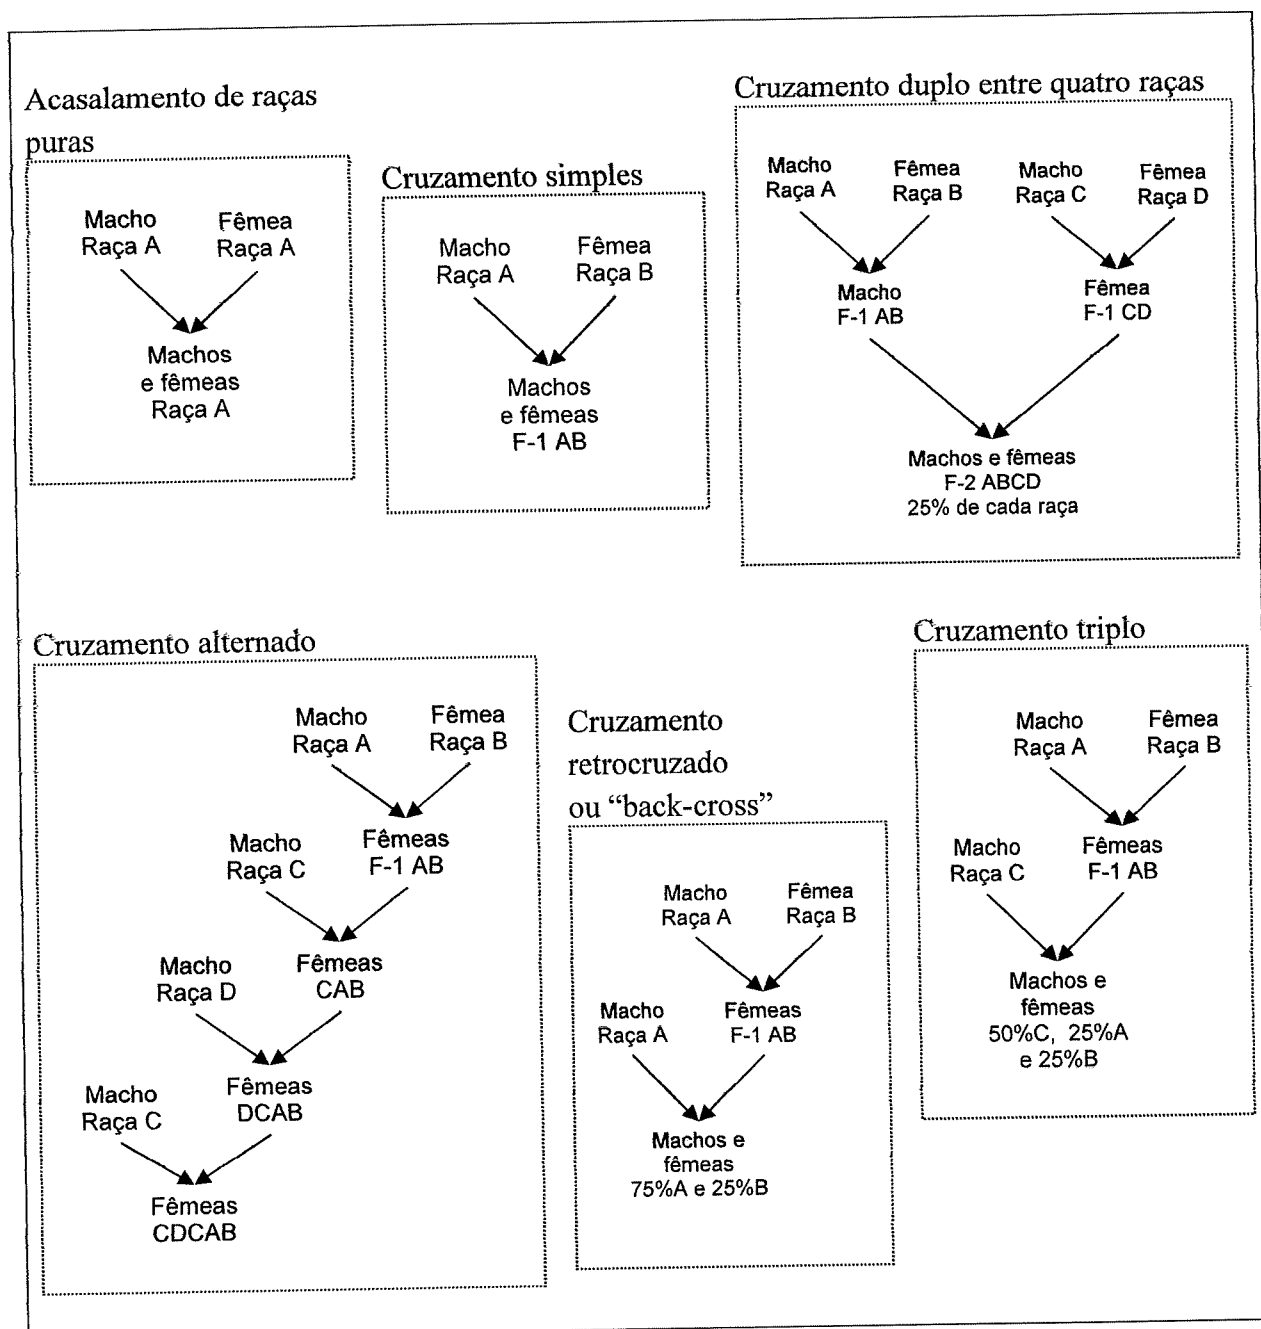 Acasalamento de raças
puras
Macho
Raça A
Fêmea
Raça A
Machos
e fêmeas
Raça A
Cruzamento simples
Macho
Raça A
Fêmea
Raça B
Machos
e fêmeas
F-1 AB
Cruzamento duplo entre quatro raças
Macho
Raça A
Fêmea
Raça B
Macho
Raça C
Fêmea
Raça D
Macho
F-1 AB
Fêmea
F-1 CD
Machos e fêmeas
F-2 ABCD
25% de cada raça
Cruzamento alternado
Macho
Raça A
Fêmea
Raça B
Macho
Raça C
Fêmeas
F-1 AB
Macho
Raça D
Fêmeas
CAB
Macho
Raça C
Fêmeas
DCAB
Fêmeas
CDCAB
Cruzamento
retrocruzado
ou “back-cross”
Macho
Raça A
Fêmea
Raça B
Macho
Raça A
Fêmeas
F-1 AB
Machos e
fêmeas
75%A e 25%B
Cruzamento triplo
Macho
Raça A
Fêmea
Raça B
Macho
Raça C
Fêmeas
F-1 AB
Machos e
fêmeas
50%C, 25%A
e 25%B